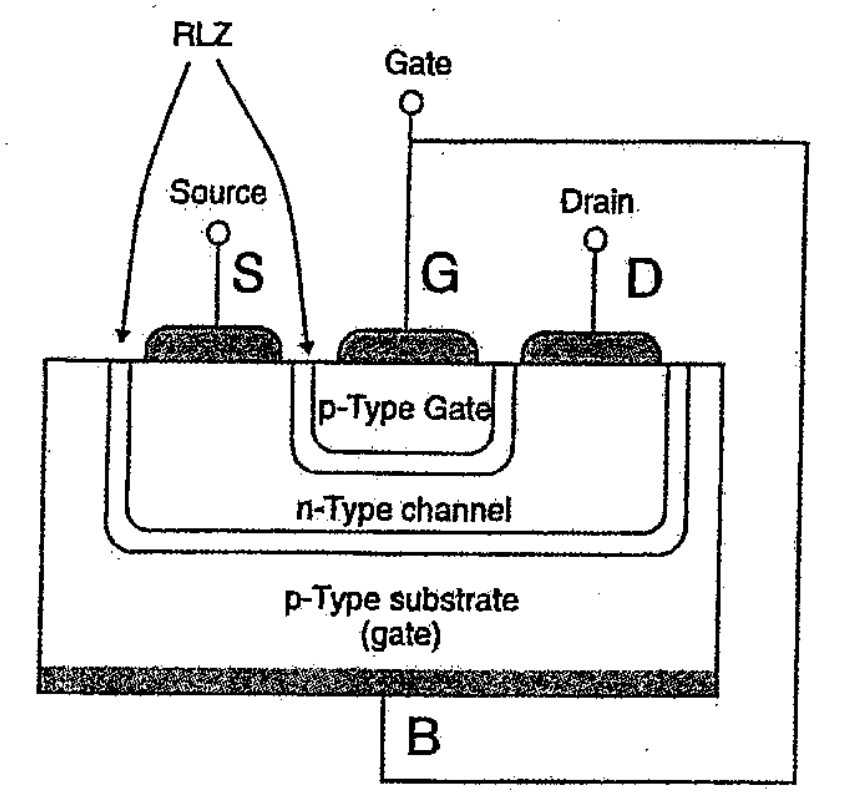 RLZ
Gate
Source
Drain
S
G
D
p-Type Gate
n-Type channel
p-Type substrate
(gate)
B